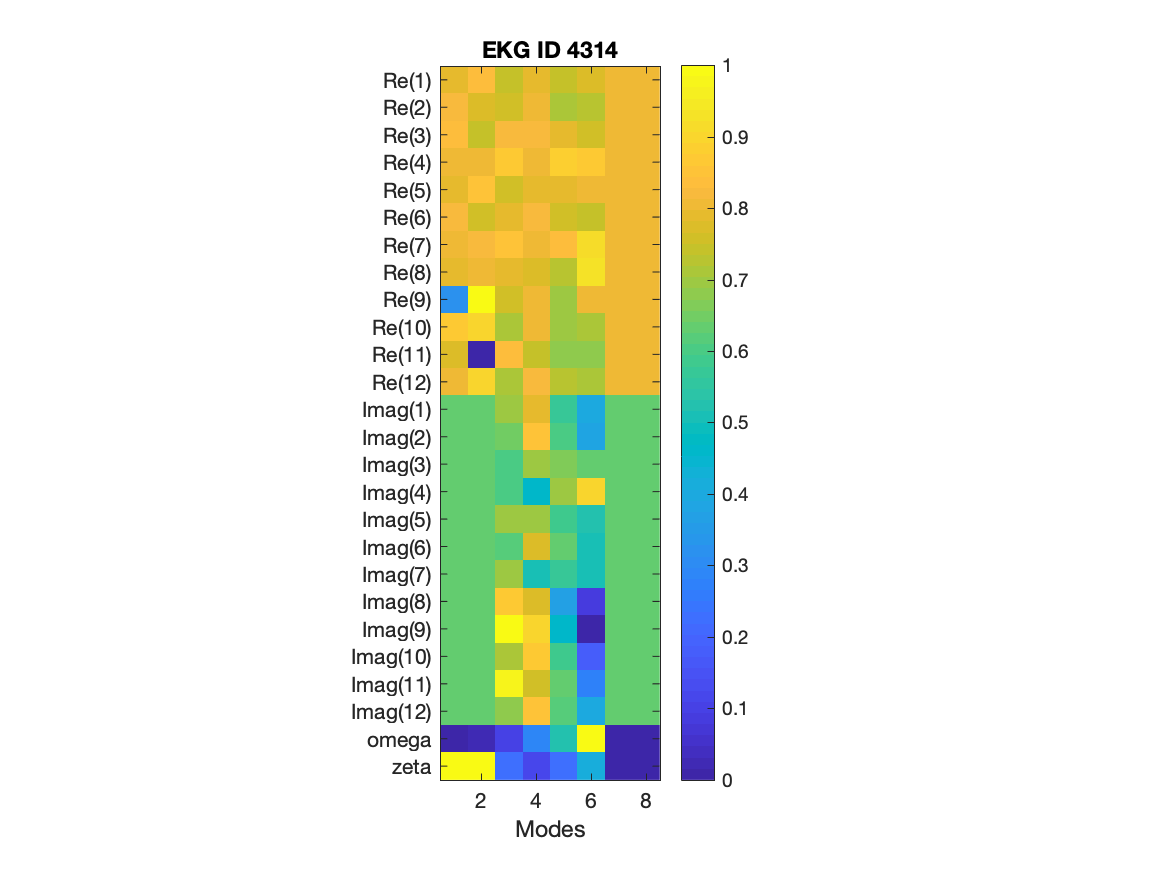 EKG ID 4314
Re(1)
Re(2)
Re(3)
Re(4)
Re(5)
Re(6)
Re(7)
Re(8)
Re(9)
Re(10)
Re(11)
Re(12)
Imag(1)
Imag(2)
Imag(3)
Imag(4)
Imag(5)
Imag(6)
Imag(7)
Imag(8)
Imag(9)
Imag(10)
Imag(11)
Imag(12)
omega
zeta
2 4 6 8
Modes
1
0.9
0.8
0.7
0.6
0.5
0.4
0.3
0.2
0.1
0